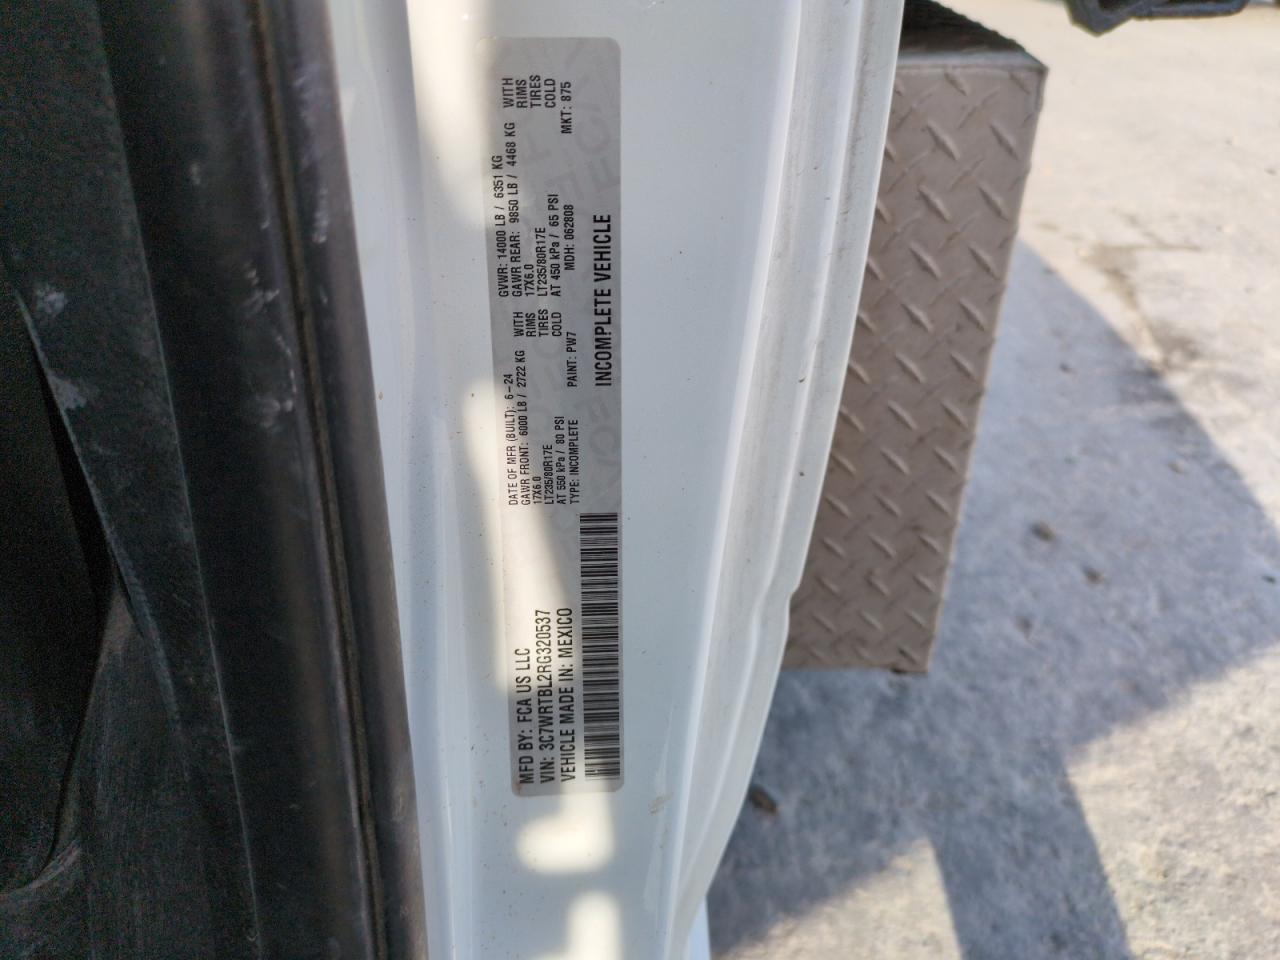 MFD BY: FCA US LLC
VIN: 3C7WRTBL2RG320537
VEHICLE MADE IN: MEXICO
DATE OF MFR (BUILT): 6-24
GAWR FRONT: 6000 LB / 2722 KG WITH
17X6.0 RIMS
LT235/80R17E TIRES
AT 550 kPa / 80 PSI COLD
TYPE: INCOMPLETE PAINT: PW7
GVWR: 14000 LB / 6351 KG
GAWR REAR: 9850 LB / 4468 KG WITH
17X6.0 RIMS
LT235/80R17E TIRES
AT 450 kPa / 65 PSI COLD
MDH: 062808 MKT: 875
INCOMPLETE VEHICLE